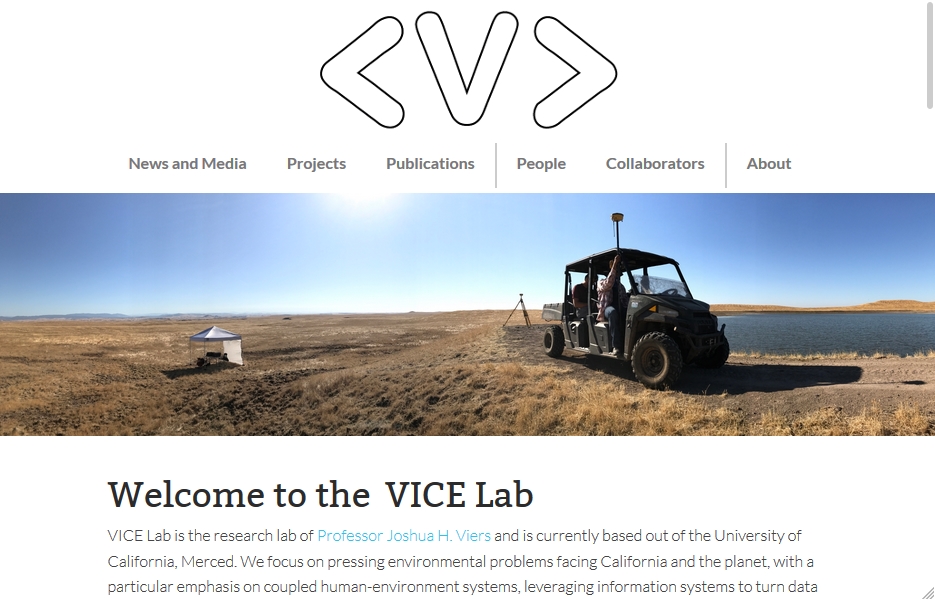 <V>
News and Media
Projects
Publications
People
Collaborators
About
Welcome to the VICE Lab
VICE Lab is the research lab of Professor Joshua H. Viers and is currently based out of the University of
California, Merced. We focus on pressing environmental problems facing California and the planet, with a
particular emphasis on coupled human-environment systems, leveraging information systems to turn data